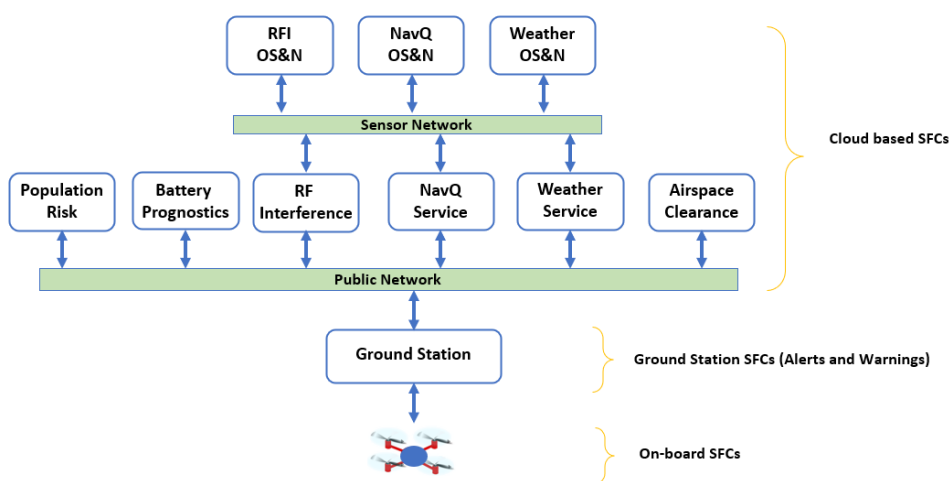 RFI
OS&N
NavQ
OS&N
Weather
OS&N
Sensor Network
Cloud based SFCs
Population
Risk
Battery
Prognostics
RF
Interference
NavQ
Service
Weather
Service
Airspace
Clearance
Public Network
Ground Station
Ground Station SFCs (Alerts and Warnings)
On-board SFCs